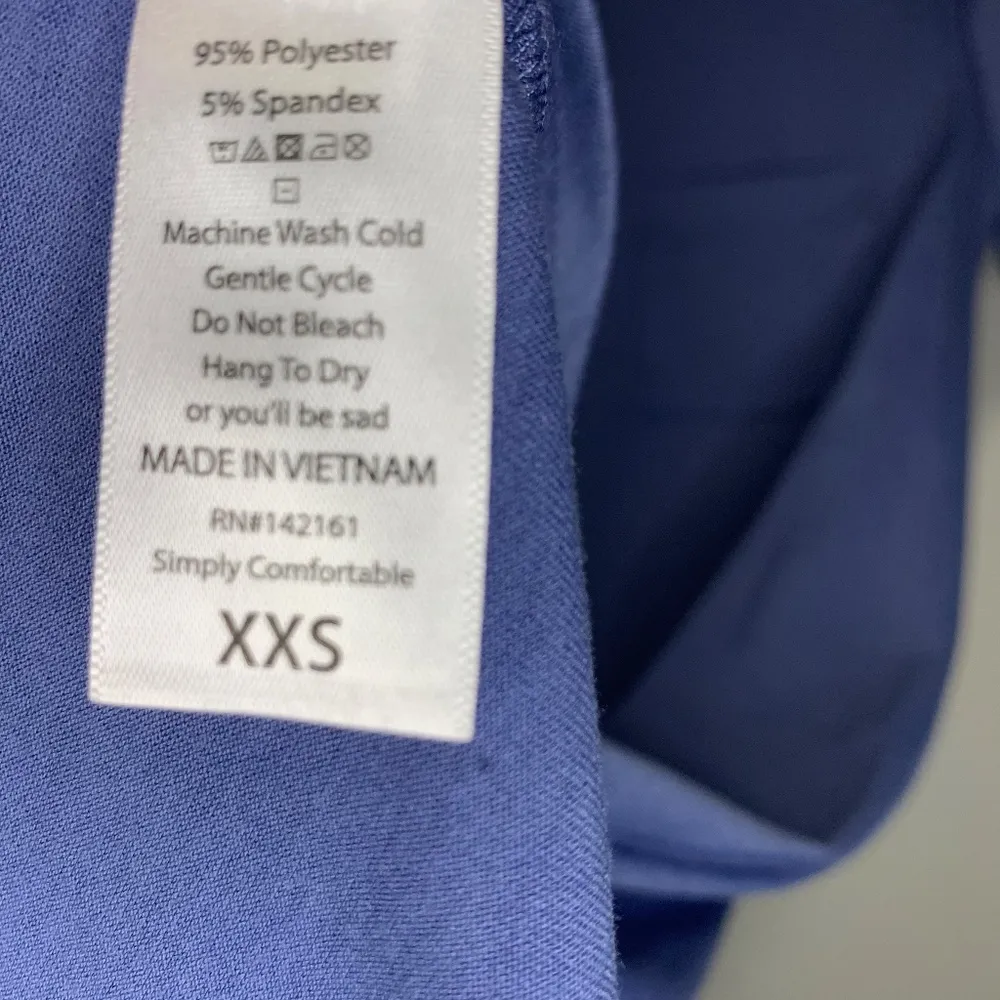 95% Polyester
5% Spandex
Machine Wash Cold
Gentle Cycle
Do Not Bleach
Hang To Dry
or you'll be sad
MADE IN VIETNAM
RN#142161
Simply Comfortable
XXS